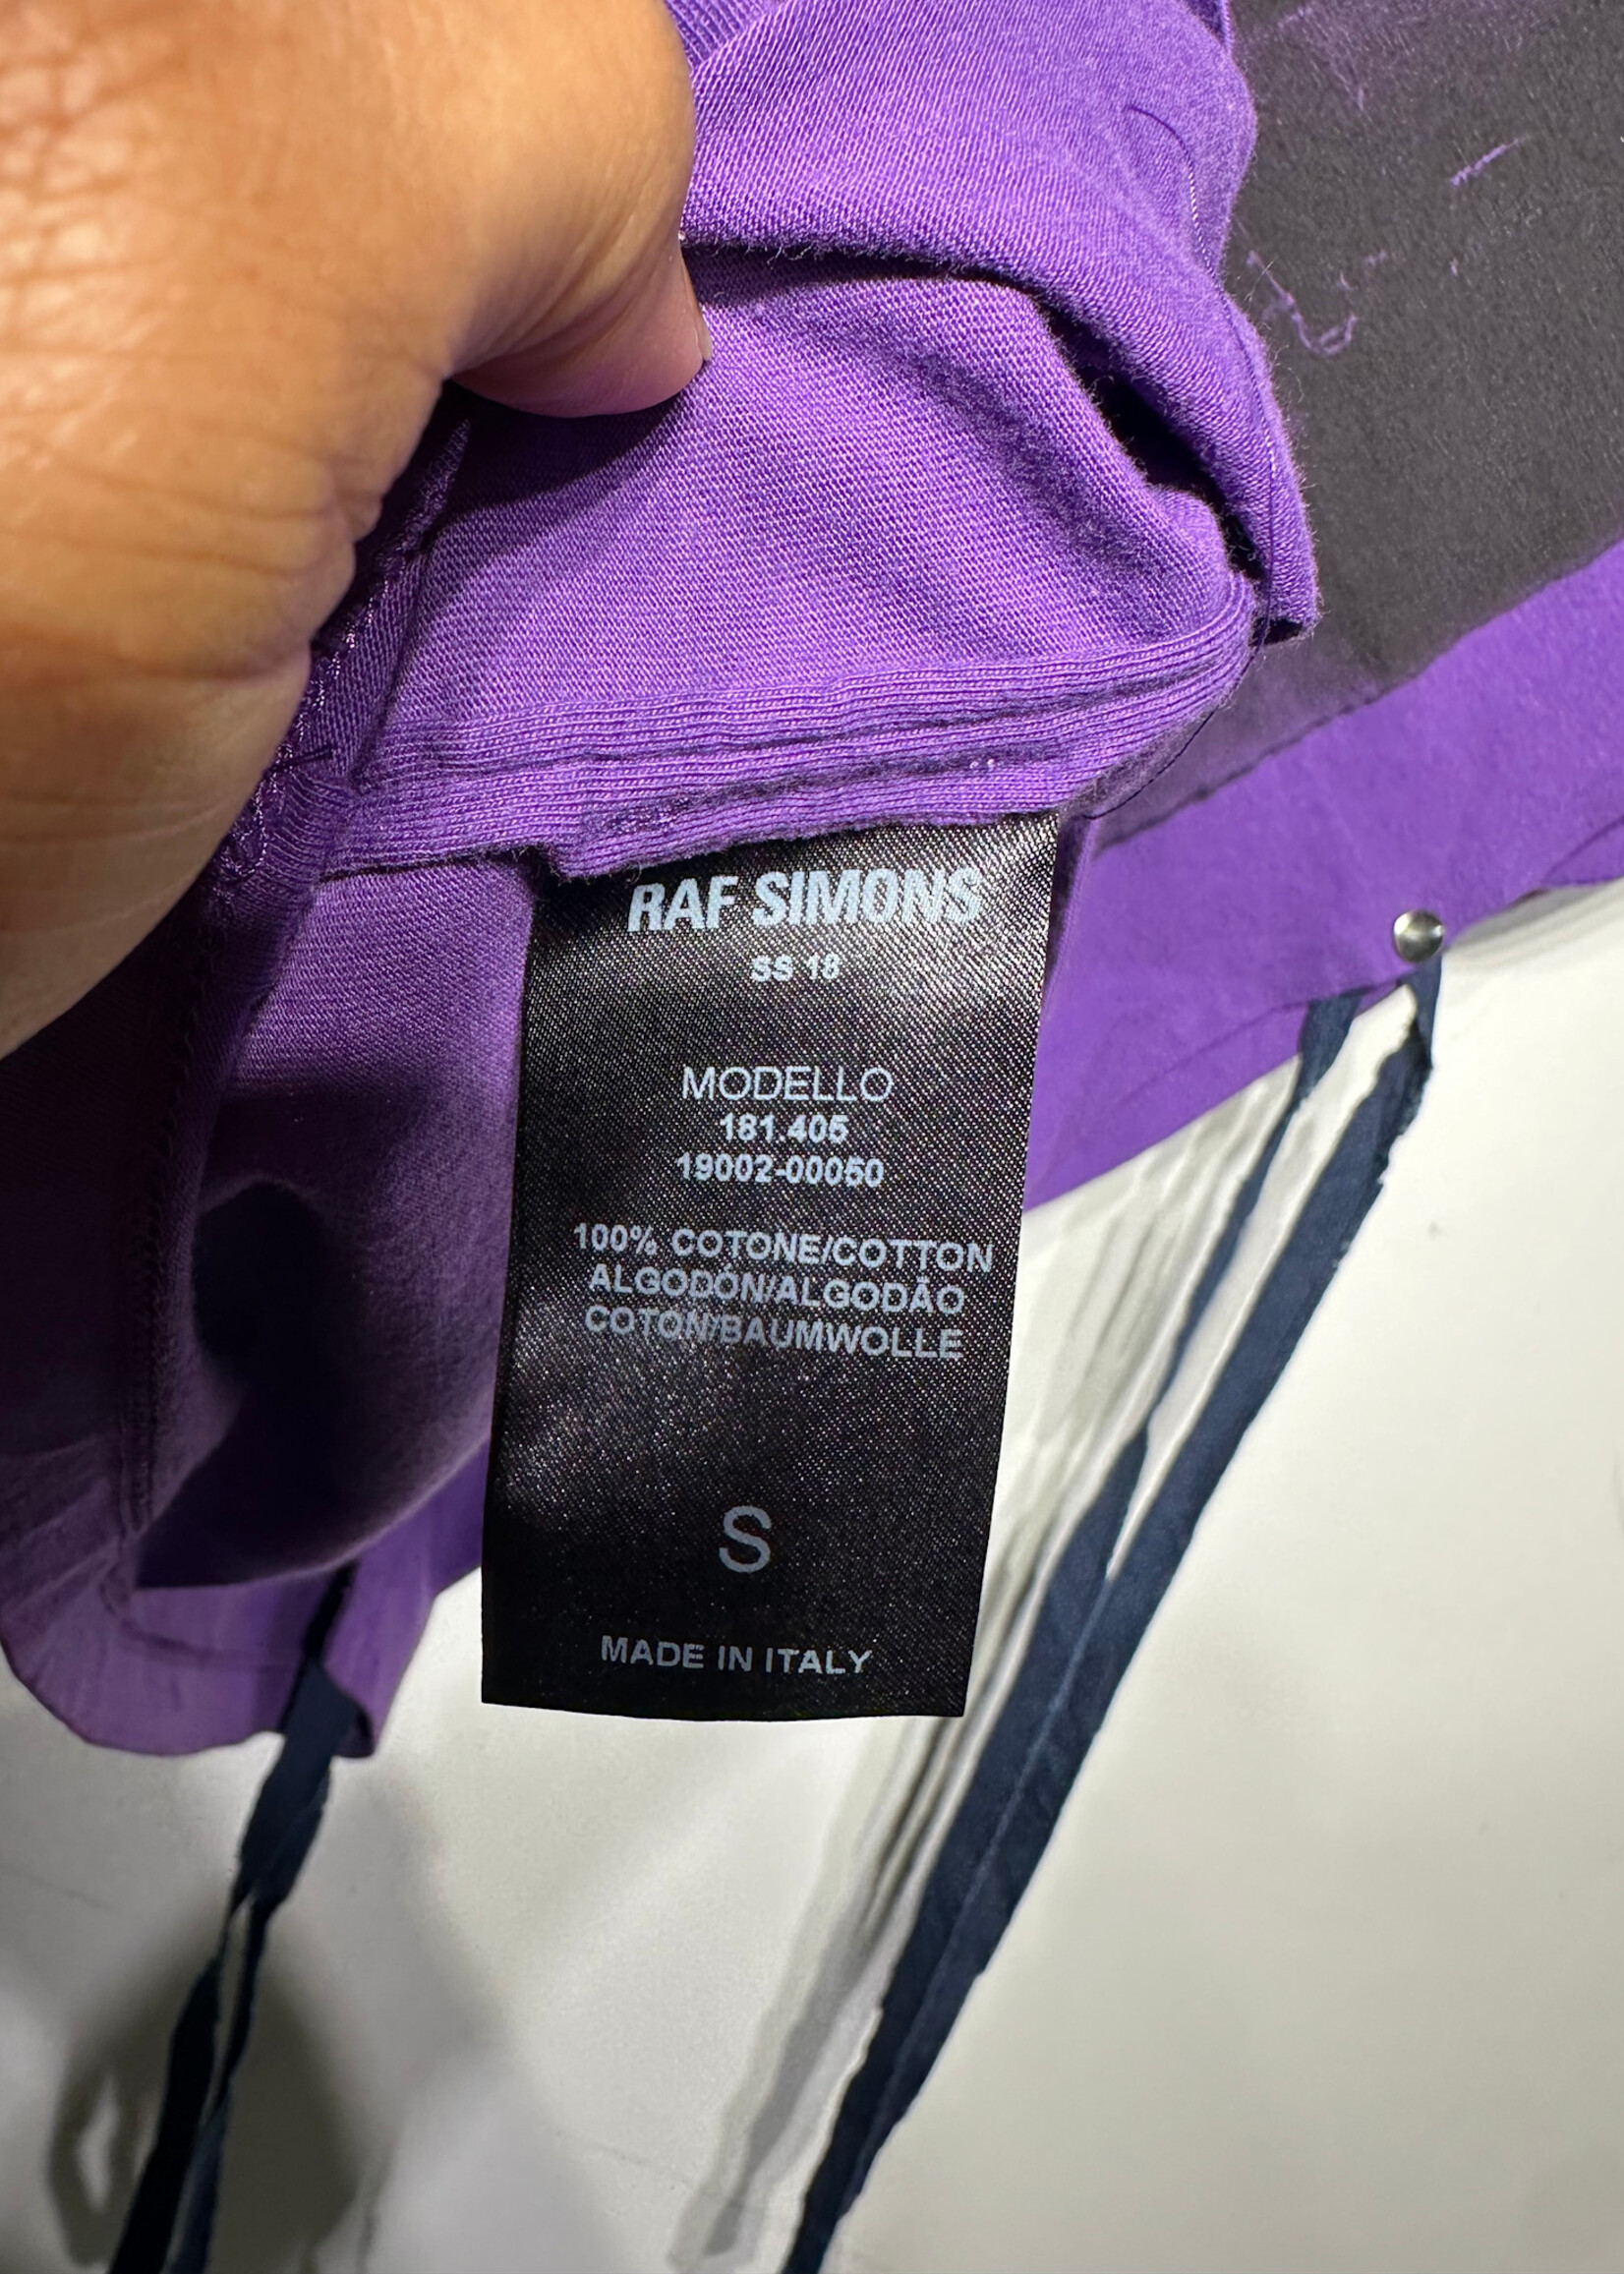 RAF SIMONS
SS 18
MODELLO
181.405
19002-00050
100% COTONE/COTTON
ALGODÓN/ALGODÃO
COTON/BAUMWOLLE
S
MADE IN ITALY